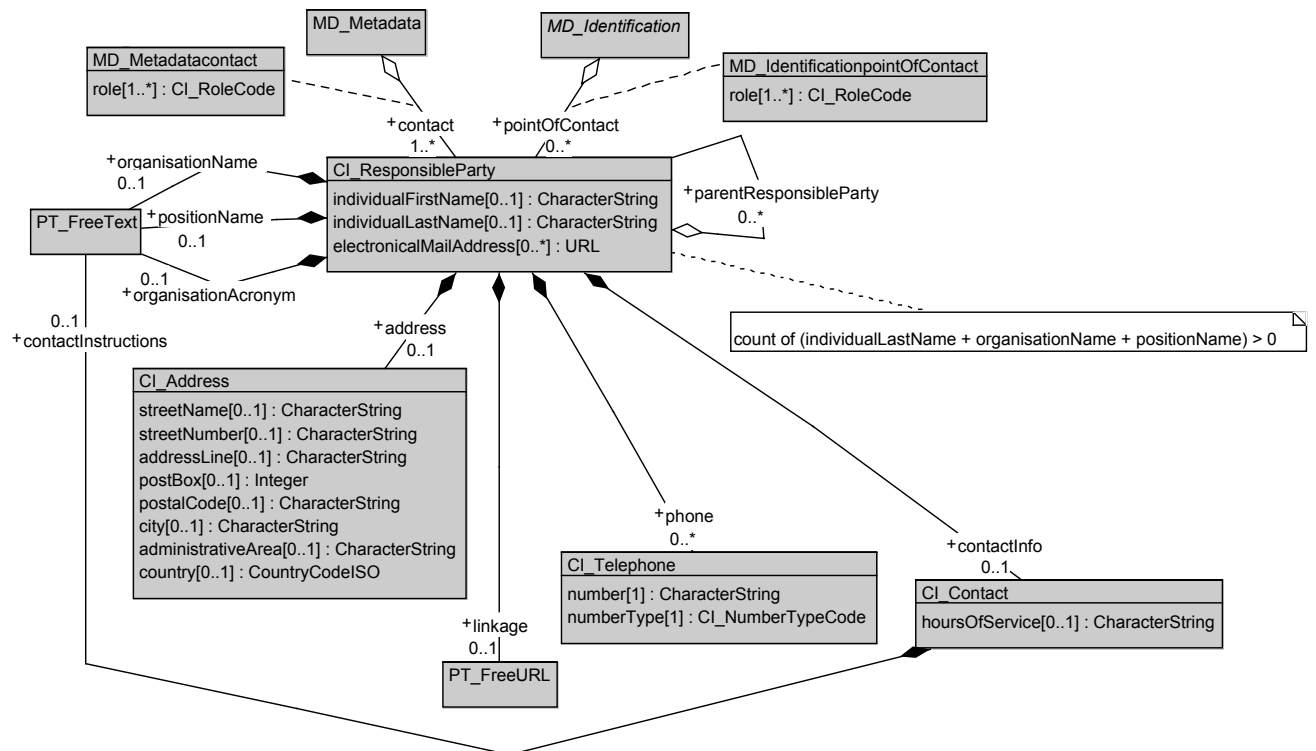 MD_Metadata
MD_Identification
MD_Metadatacontact
role[1..*] : CI_RoleCode
MD_IdentificationpointOfContact
role[1..*] : CI_RoleCode
+contact
1..*
+pointOfContact
0..*
+organisationName
0..1
CI_ResponsibleParty
individualFirstName[0..1] : CharacterString
individualLastName[0..1] : CharacterString
electronicalMailAddress[0..*] : URL
+parentResponsibleParty
0..*
PT_FreeText
+positionName
0..1
0..1
+organisationAcronym
0..1
+contactInstructions
+address
0..1
count of (individualLastName + organisationName + positionName) > 0
CI_Address
streetName[0..1] : CharacterString
streetNumber[0..1] : CharacterString
addressLine[0..1] : CharacterString
postBox[0..1] : Integer
postalCode[0..1] : CharacterString
city[0..1] : CharacterString
administrativeArea[0..1] : CharacterString
country[0..1] : CountryCodeISO
+phone
0..*
+contactInfo
0..1
CI_Telephone
number[1] : CharacterString
numberType[1] : CI_NumberTypeCode
CI_Contact
hoursOfService[0..1] : CharacterString
+linkage
0..1
PT_FreeURL